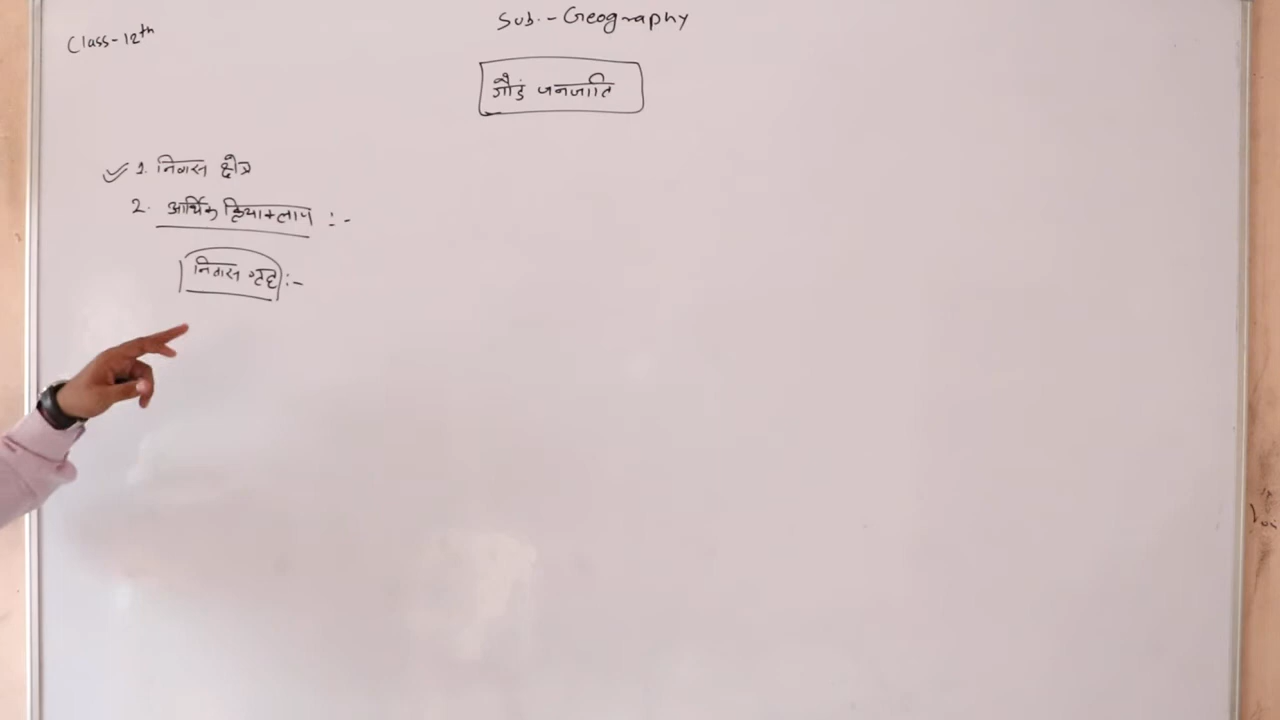 Class-12th
Sub.- Geography
गौंड जनजाति
1. निवास क्षेत्र
2. आर्थिक क्रियाकलाप :-
निवास गृह :-